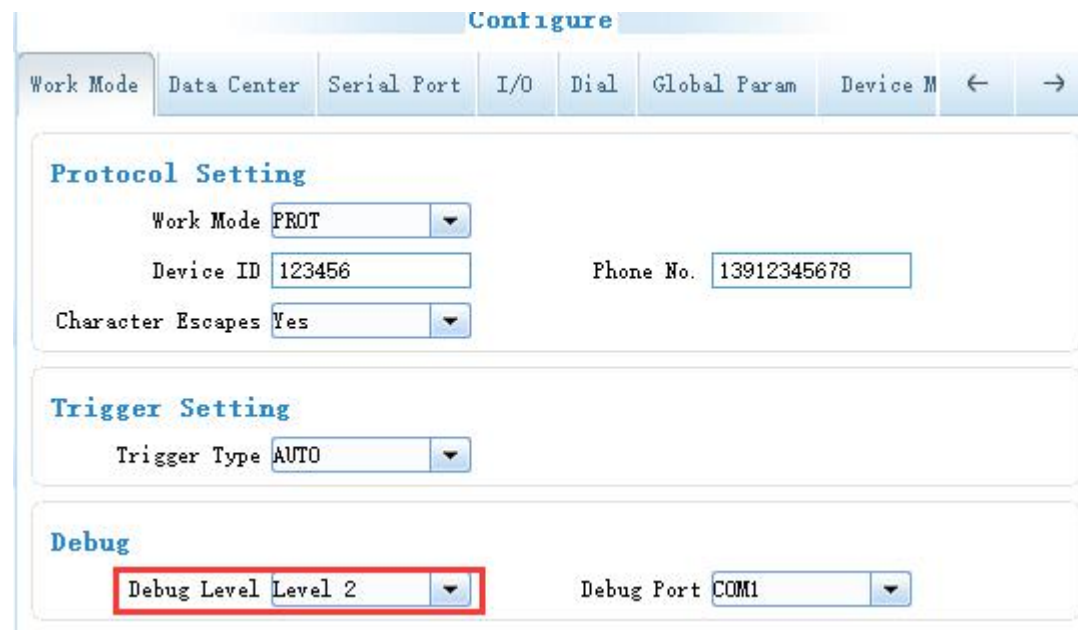 Configure
Work Mode Data Center Serial Port I/O Dial Global Param Device M ← →
Protocol Setting
Work Mode PROT
Device ID 123456 Phone No. 13912345678
Character Escapes Yes
Trigger Setting
Trigger Type AUTO
Debug
Debug Level Level 2 Debug Port COM1